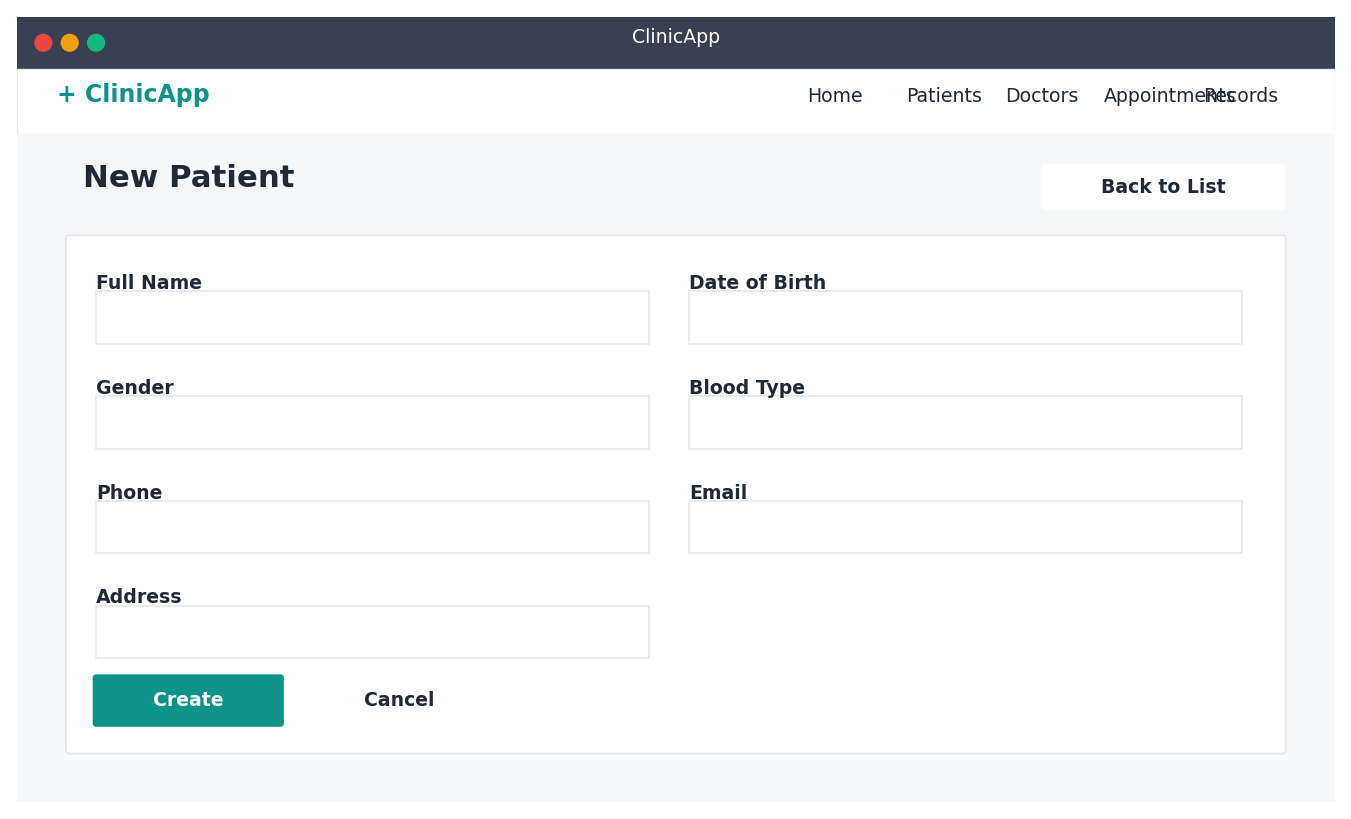 ClinicApp
+ ClinicApp
Home Patients Doctors Appointments Records
New Patient
Back to List
Full Name Date of Birth
Gender Blood Type
Phone Email
Address
Create Cancel